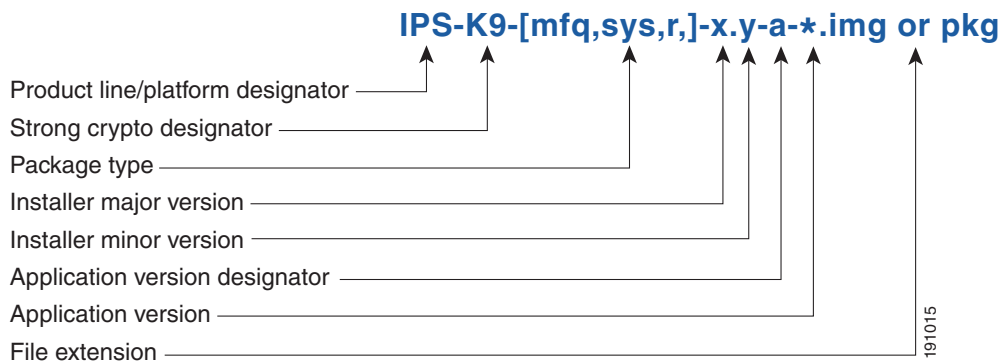 IPS-K9-[mfq,sys,r,]-x.y-a-*.img or pkg
Product line/platform designator
Strong crypto designator
Package type
Installer major version
Installer minor version
Application version designator
Application version
File extension
191015